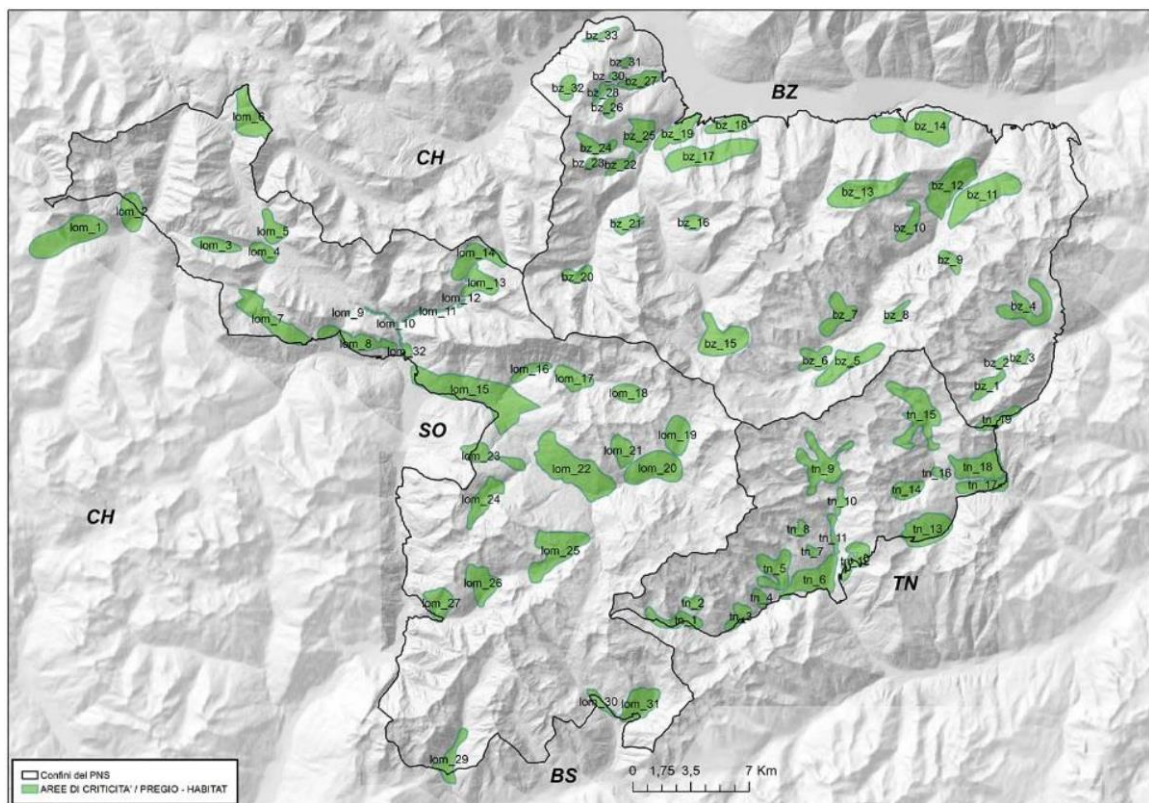 bz_33
bz_31
bz_30
bz_27
bz_32
bz_28
bz_26
BZ
lom_6
CH
bz_25
bz_19
bz_18
bz_14
bz_24
bz_17
bz_23
bz_22
bz_13
bz_12
bz_11
lom_2
lom_1
lom_5
lom_3
lom_4
bz_21
bz_16
bz_10
lom_14
bz_9
lom_13
bz_20
lom_12
lom_11
lom_9
lom_10
lom_7
bz_7
bz_8
bz_4
lom_8
lom_32
bz_15
bz_6
bz_5
bz_2
bz_3
bz_1
lom_16
lom_17
lom_15
lom_18
tn_15
tn_19
SO
lom_19
lom_23
lom_21
lom_22
lom_20
tn_9
tn_16
tn_18
tn_17
lom_24
tn_14
tn_10
CH
tn_8
tn_13
tn_11
lom_25
tn_7
tn_12
tn_5
tn_6
TN
lom_26
tn_4
lom_27
tn_2
tn_1
tn_3
lom_30
lom_31
lom_29
BS
0 1,75 3,5 7 Km
Confini del PNS
AREE DI CRITICITA' / PREGIO - HABITAT